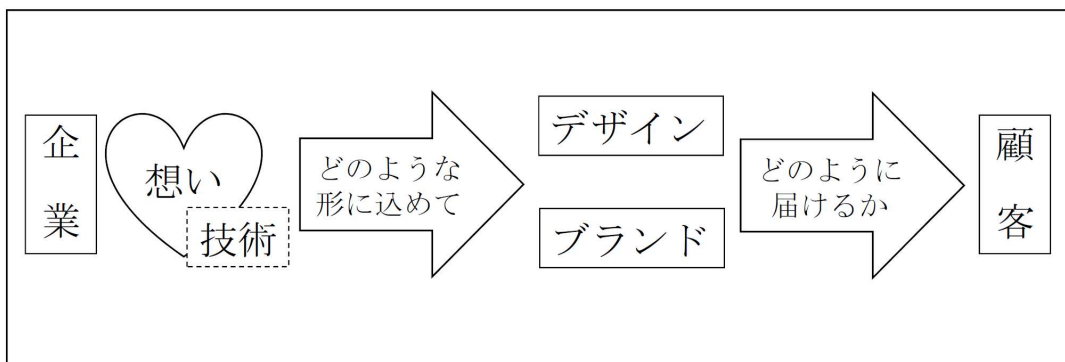 企業
想い
技術
どのような
形に込めて
デザイン
ブランド
どのように
届けるか
顧客